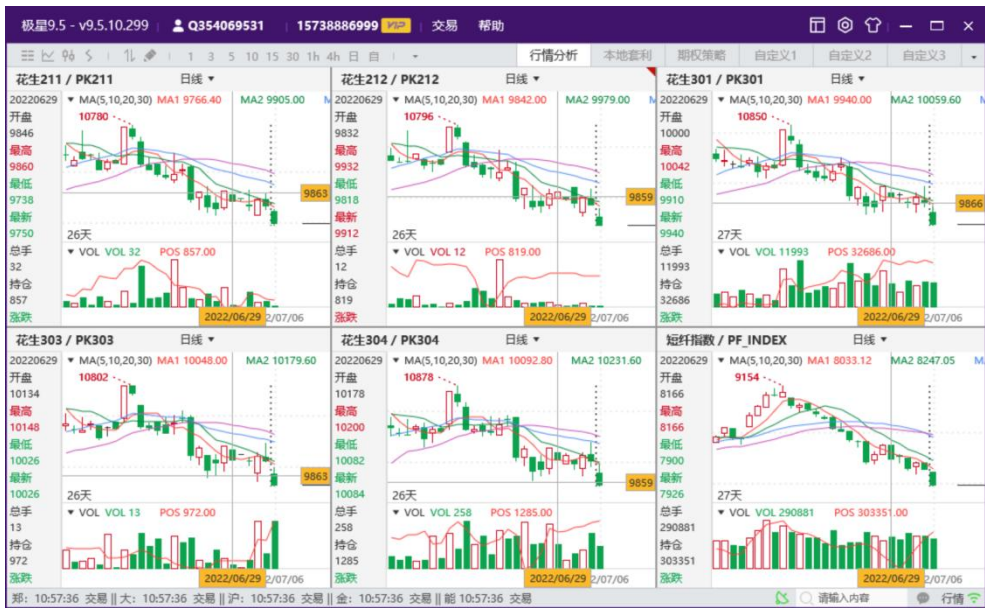 极星9.5 - v9.5.10.299 Q354069531 15738886999 VIP 交易 帮助
1 3 5 10 15 30 1h 4h 日 自 行情分析 本地套利 期权策略 自定义1 自定义2 自定义3
花生211 / PK211 日线
20220629 MA(5,10,20,30) MA1 9766.40 MA2 9905.00
开盘 10780
9846
最高
9860
最低
9738 9863
最新
9750 26天
总手 VOL VOL 32 POS 857.00
32
持仓
857
涨跌 2022/06/29 2/07/06
花生212 / PK212 日线
20220629 MA(5,10,20,30) MA1 9842.00 MA2 9979.00
开盘 10796
9832
最高
9932
最低
9818 9859
最新
9912 26天
总手 VOL VOL 12 POS 819.00
12
持仓
819
涨跌 2022/06/29 2/07/06
花生301 / PK301 日线
20220629 MA(5,10,20,30) MA1 9940.00 MA2 10059.60
开盘 10850
10000
最高
10042
最低
9910 9866
最新
9940 27天
总手 VOL VOL 11993 POS 32686.00
11993
持仓
32686
涨跌 2022/06/29 2/07/06
花生303 / PK303 日线
20220629 MA(5,10,20,30) MA1 10048.00 MA2 10179.60
开盘 10802
10134
最高
10148
最低
10026 9863
最新
10026 26天
总手 VOL VOL 13 POS 972.00
13
持仓
972
涨跌 2022/06/29 2/07/06
花生304 / PK304 日线
20220629 MA(5,10,20,30) MA1 10092.80 MA2 10231.60
开盘 10878
10178
最高
10200
最低
10082 9859
最新
10084 26天
总手 VOL VOL 258 POS 1285.00
258
持仓
1285
涨跌 2022/06/29 2/07/06
短纤指数 / PF_INDEX 日线
20220629 MA(5,10,20,30) MA1 8033.12 MA2 8247.05
开盘 9154
8166
最高
8166
最低
7900
最新
7926 27天
总手 VOL VOL 290881 POS 303351.00
290881
持仓
303351
涨跌 2022/06/29 2/07/06
郑: 10:57:36 交易 || 大: 10:57:36 交易 || 沪: 10:57:36 交易 || 金: 10:57:36 交易 || 能 10:57:36 交易 请输入内容 行情